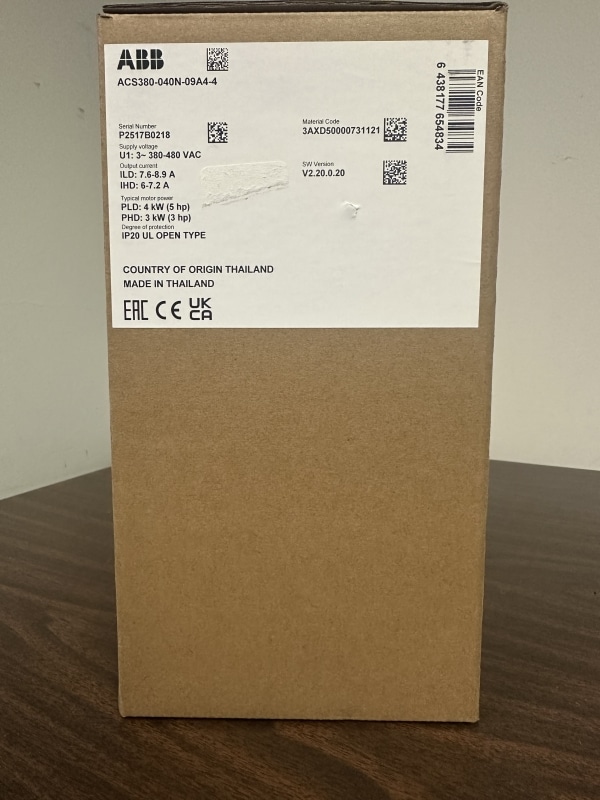 ABB
ACS380-040N-09A4-4
Serial Number
P2517B0218
Supply voltage
U1: 3~ 380-480 VAC
Output current
ILD: 7.6-8.9 A
IHD: 6-7.2 A
Typical motor power
PLD: 4 kW (5 hp)
PHD: 3 kW (3 hp)
Degree of protection
IP20 UL OPEN TYPE
Material Code
3AXD50000731121
SW Version
V2.20.0.20
EAN Code
6 438177 654834
COUNTRY OF ORIGIN THAILAND
MADE IN THAILAND
EAC CE UK
CA